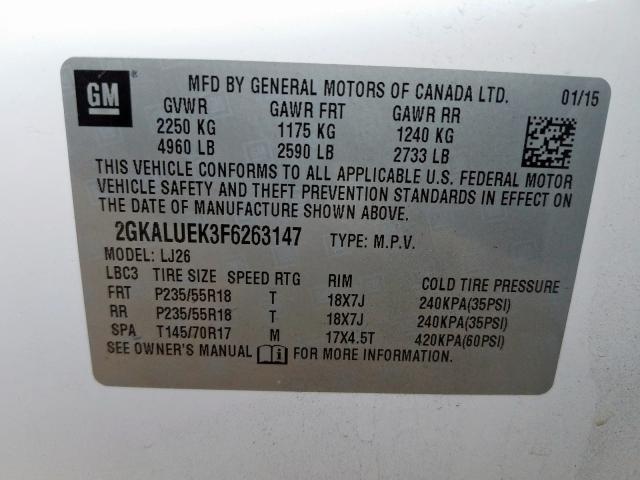 GM ®
MFD BY GENERAL MOTORS OF CANADA LTD. 01/15
GVWR GAWR FRT GAWR RR
2250 KG 1175 KG 1240 KG
4960 LB 2590 LB 2733 LB
THIS VEHICLE CONFORMS TO ALL APPLICABLE U.S. FEDERAL MOTOR
VEHICLE SAFETY AND THEFT PREVENTION STANDARDS IN EFFECT ON
THE DATE OF MANUFACTURE SHOWN ABOVE.
2GKALUEK3F6263147 TYPE: M.P.V.
MODEL: LJ26
LBC3 TIRE SIZE SPEED RTG RIM COLD TIRE PRESSURE
FRT P235/55R18 T 18X7J 240KPA(35PSI)
RR P235/55R18 T 18X7J 240KPA(35PSI)
SPA T145/70R17 M 17X4.5T 420KPA(60PSI)
SEE OWNER'S MANUAL FOR MORE INFORMATION.